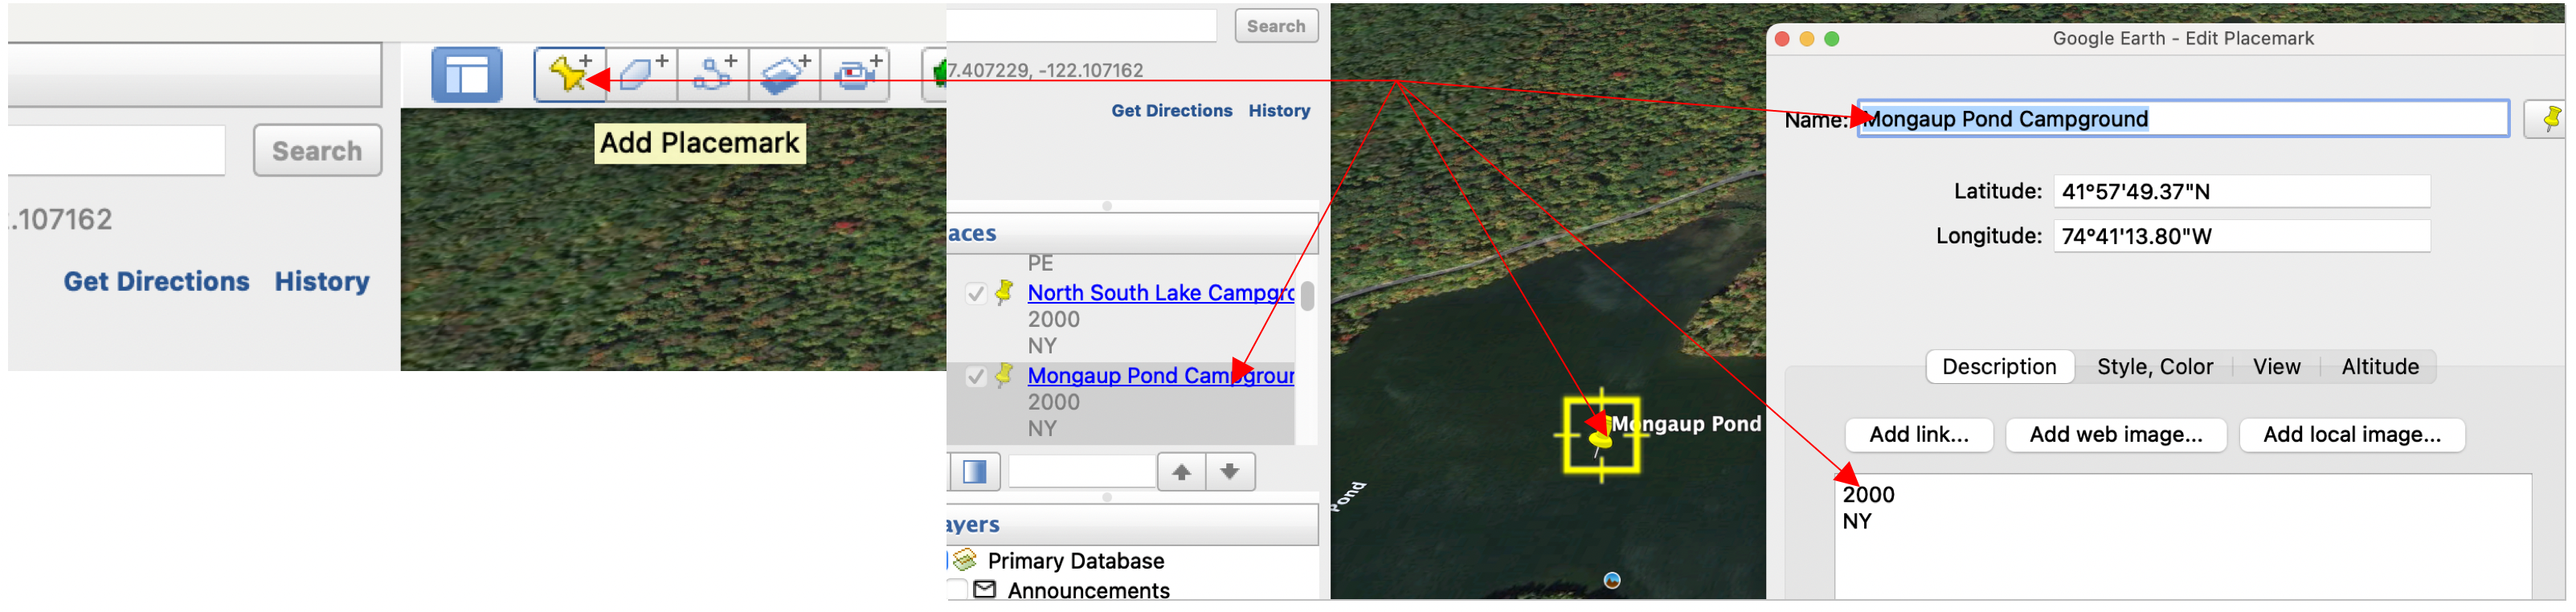 Add Placemark
Search
.107162
Get Directions History
Search
7.407229, -122.107162
Get Directions History
aces
PE
North South Lake Campgro
2000
NY
Mongaup Pond Campgroun
2000
NY
ayers
Primary Database
Announcements
Mongaup Pond
Pond
Google Earth - Edit Placemark
Name: Mongaup Pond Campground
Latitude: 41°57'49.37"N
Longitude: 74°41'13.80"W
Description Style, Color View Altitude
Add link... Add web image... Add local image...
2000
NY